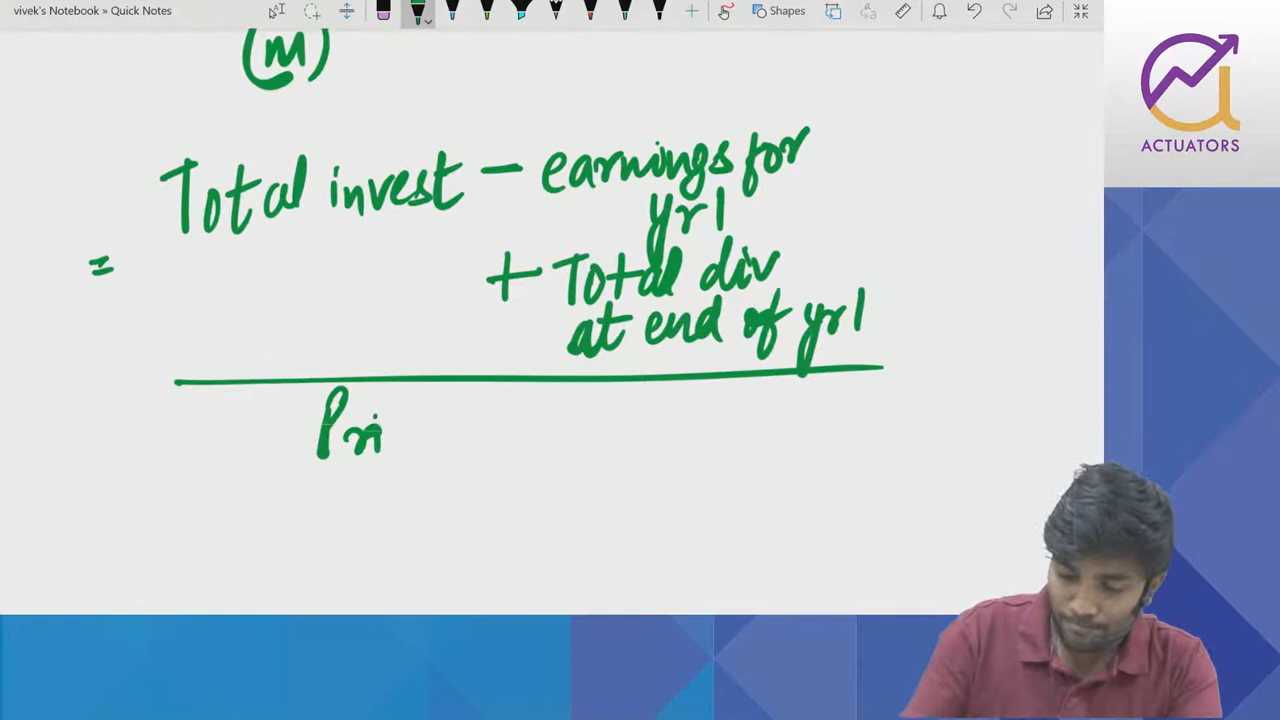 vivek's Notebook » Quick Notes
Shapes
(m)
Total invest – earnings for
yr1
=
+ Total div
at end of yr1
Pri
ACTUATORS